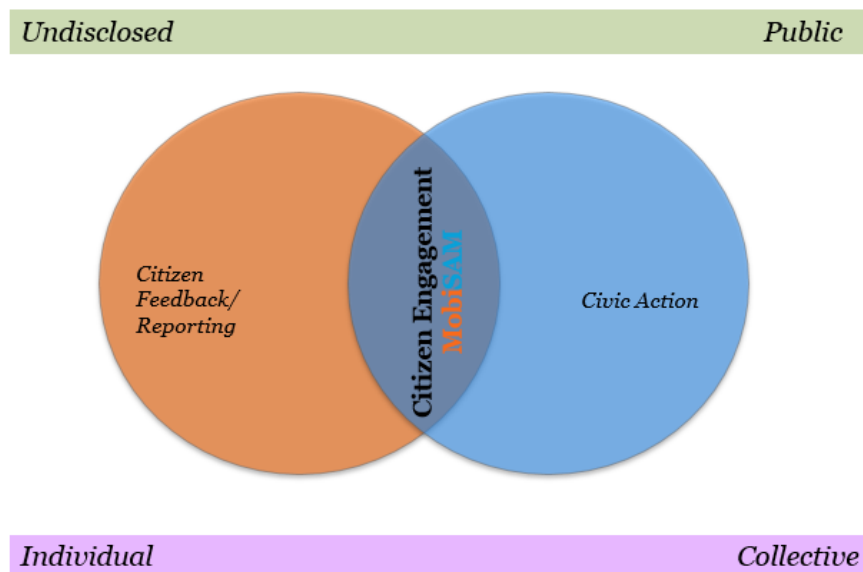 Undisclosed Public
Citizen
Feedback/
Reporting
Citizen Engagement
MobiSAM
Civic Action
Individual Collective